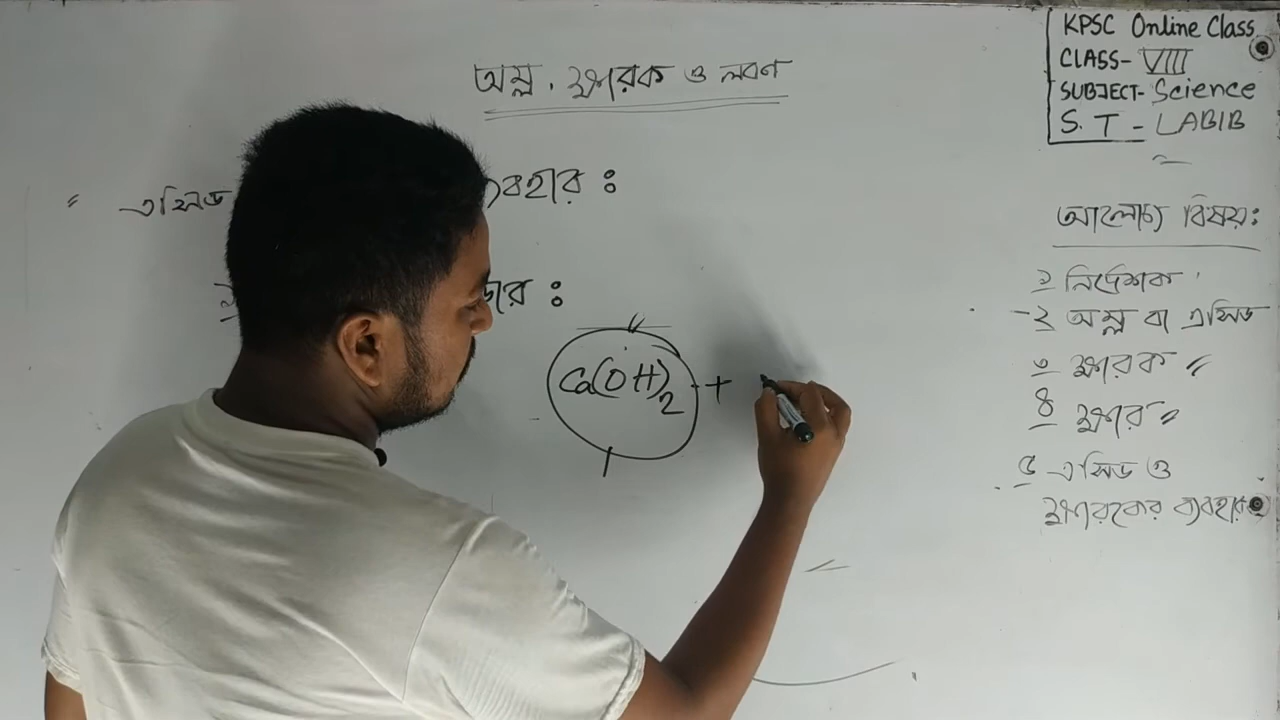 অম্ল, ক্ষারক ও লবণ
KPSC Online Class
CLASS- VIII
SUBJECT- Science
S. T - LABIB
" এসিড ব্যবহার ঃ
আলোচ্য বিষয়ঃ
১ নির্দেশক
২ অম্ল বা এসিড
৩ ক্ষারক
৪ ক্ষার
৫ এসিড ও
ক্ষারকের ব্যবহার
Ca(OH)2 +